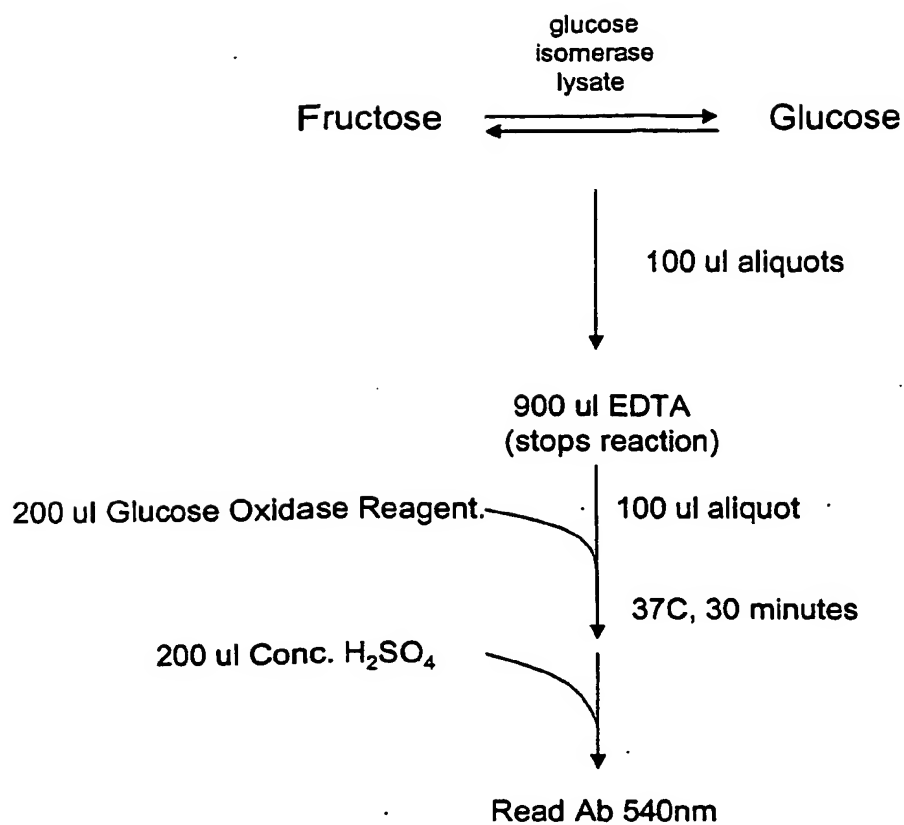 glucose
isomerase
lysate
Fructose
Glucose
100 ul aliquots
900 ul EDTA
(stops reaction)
200 ul Glucose Oxidase Reagent.
100 ul aliquot
37C, 30 minutes
200 ul Conc. H₂SO₄
Read Ab 540nm